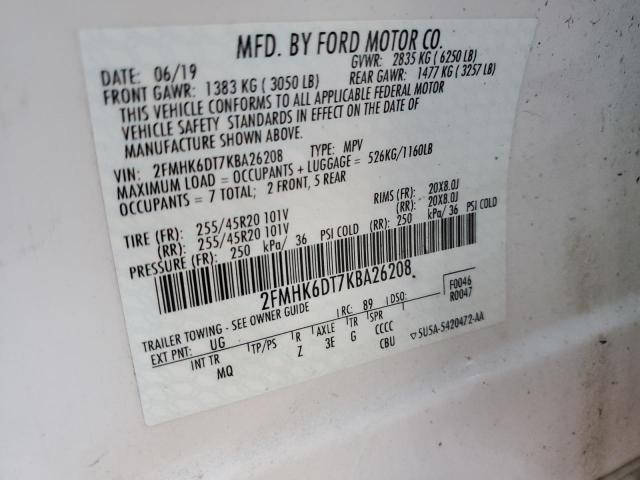 MFD. BY FORD MOTOR CO.
DATE: 06/19 GVWR: 2835 KG ( 6250 LB)
FRONT GAWR: 1383 KG ( 3050 LB) REAR GAWR: 1477 KG ( 3257 LB)
THIS VEHICLE CONFORMS TO ALL APPLICABLE FEDERAL MOTOR
VEHICLE SAFETY STANDARDS IN EFFECT ON THE DATE OF
MANUFACTURE SHOWN ABOVE.
VIN: 2FMHK6DT7KBA26208 TYPE: MPV
MAXIMUM LOAD = OCCUPANTS + LUGGAGE = 526KG/1160LB
OCCUPANTS = 7 TOTAL; 2 FRONT, 5 REAR
TIRE (FR): 255/45R20 101V RIMS (FR): 20X8.0J
(RR): 255/45R20 101V (RR): 20X8.0J
PRESSURE (FR): 250 kPa/ 36 PSI COLD (RR): 250 kPa/ 36 PSI COLD
2FMHK6DT7KBA26208
TRAILER TOWING - SEE OWNER GUIDE RC: 89 DSO: F0046
R0047
EXT PNT: UG TP/PS R AXLE TR SPR
INT TR MQ Z 3E G CCCC
CBU ▽5U5A-5420472-AA